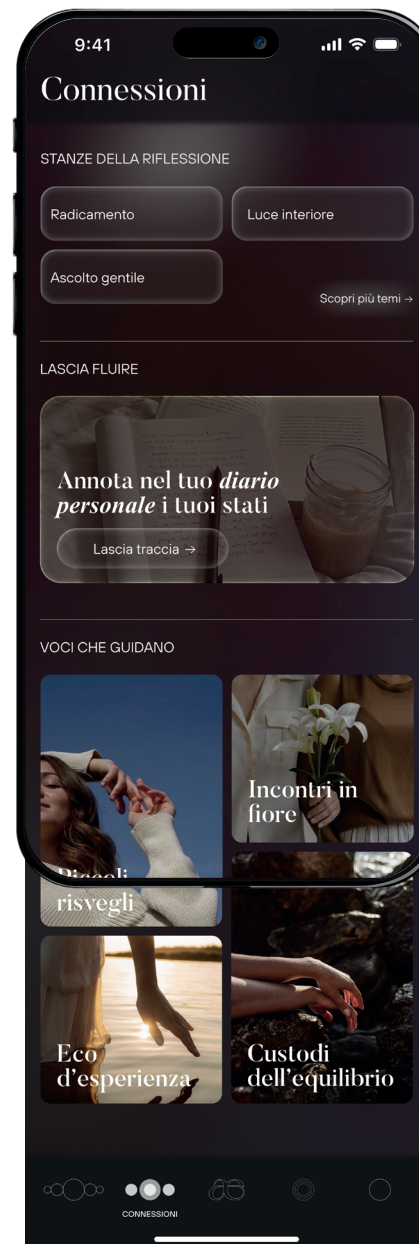 9:41
Connessioni
STANZE DELLA RIFLESSIONE
Radicamento
Luce interiore
Ascolto gentile
Scopri più temi →
LASCIA FLUIRE
Annota nel tuo diario
personale i tuoi stati
Lascia traccia →
VOCI CHE GUIDANO
Piccoli
risvegli
Incontri in
fiore
Eco
d'esperienza
Custodi
dell'equilibrio
CONNESSIONI